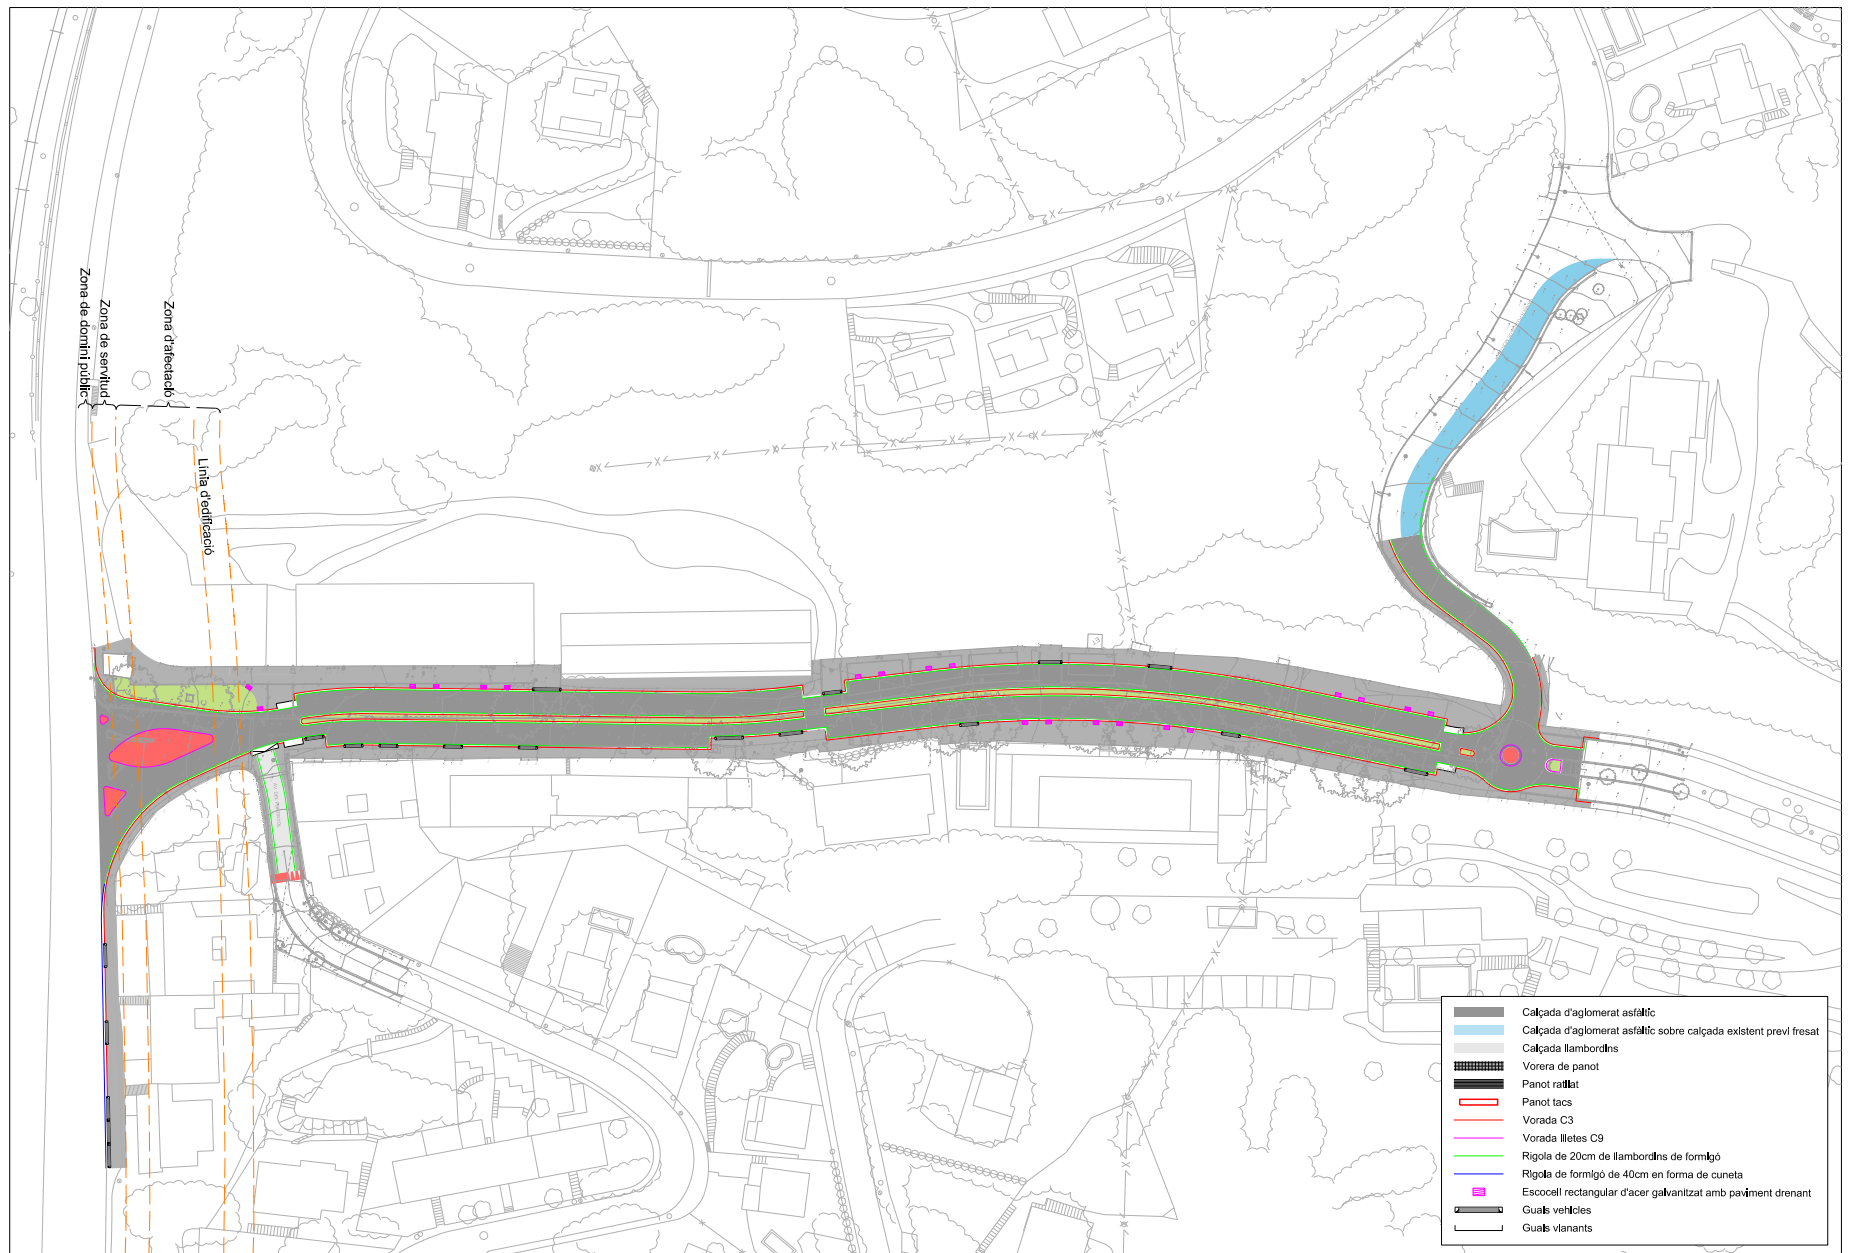 Zona de domini públic
Zona de servitud
Zona d'afectació
Línia d'edificació
Calçada d'aglomerat asfàltic
Calçada d'aglomerat asfàltic sobre calçada existent previ fresat
Calçada llambordins
Vorera de panot
Panot ratllat
Panot tacs
Vorada C3
Vorada Illetes C9
Rigola de 20cm de llambordins de formigó
Rigola de formigó de 40cm en forma de cuneta
Escocell rectangular d'acer galvanitzat amb paviment drenant
Guals vehicles
Guals vianants